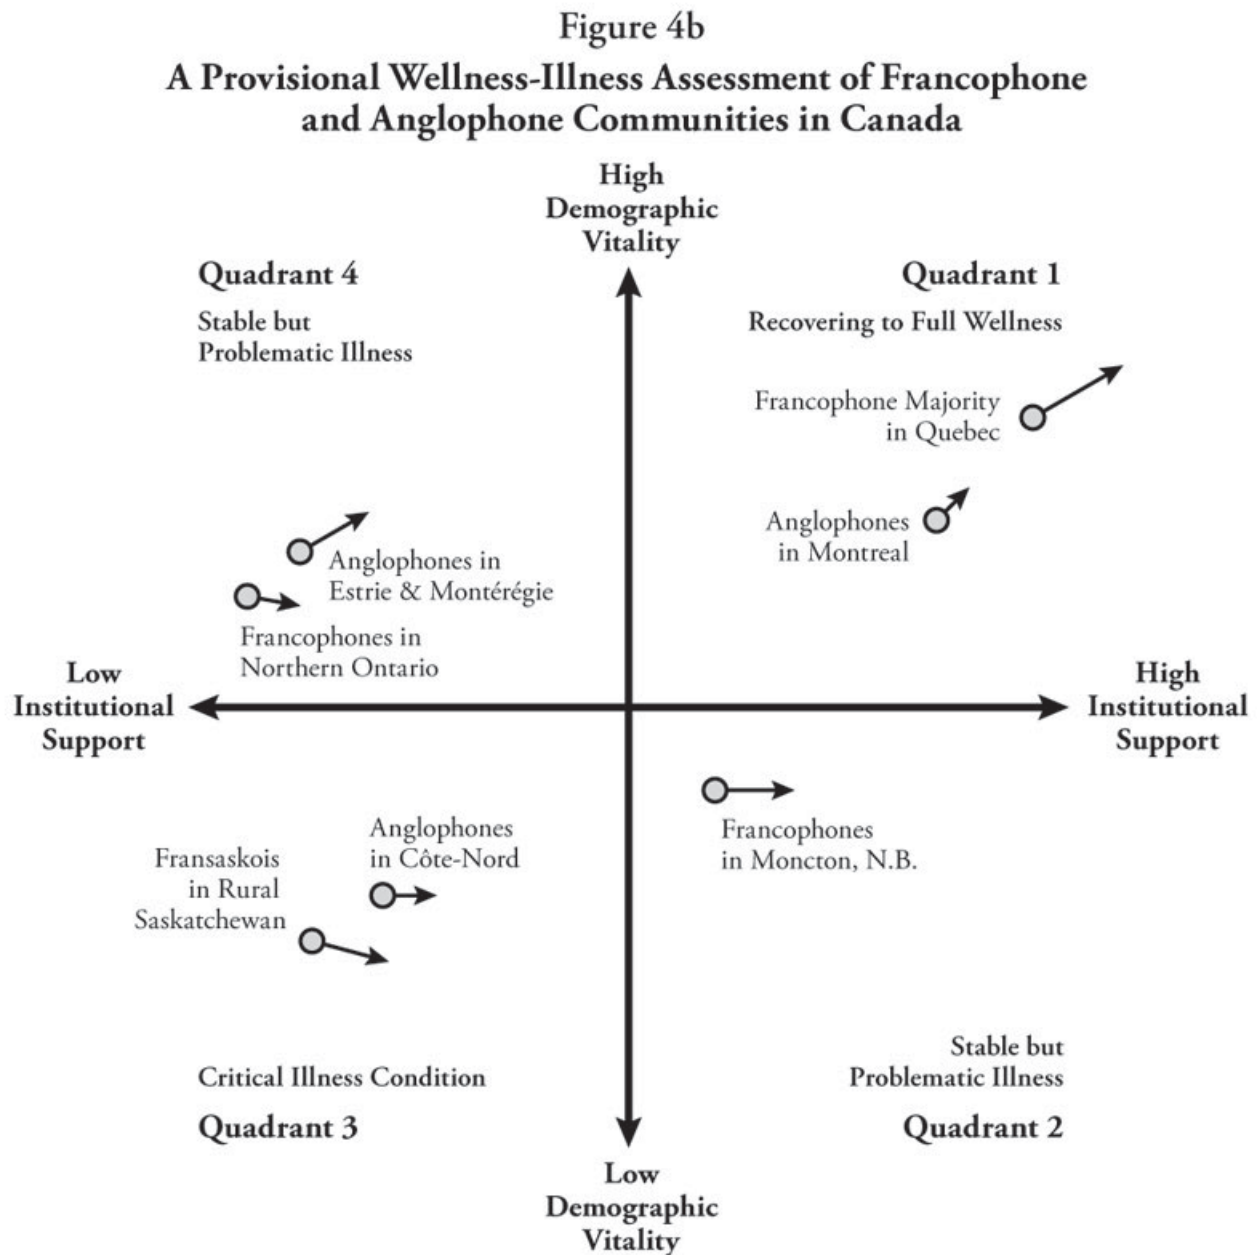 Figure 4b
A Provisional Wellness-Illness Assessment of Francophone
and Anglophone Communities in Canada
High
Demographic
Vitality
Quadrant 4
Stable but
Problematic Illness
Quadrant 1
Recovering to Full Wellness
Francophone Majority
in Quebec
Anglophones
in Montreal
Anglophones in
Estrie & Montérégie
Francophones in
Northern Ontario
Low
Institutional
Support
High
Institutional
Support
Francophones
in Moncton, N.B.
Anglophones
in Côte-Nord
Fransaskois
in Rural
Saskatchewan
Critical Illness Condition
Quadrant 3
Stable but
Problematic Illness
Quadrant 2
Low
Demographic
Vitality